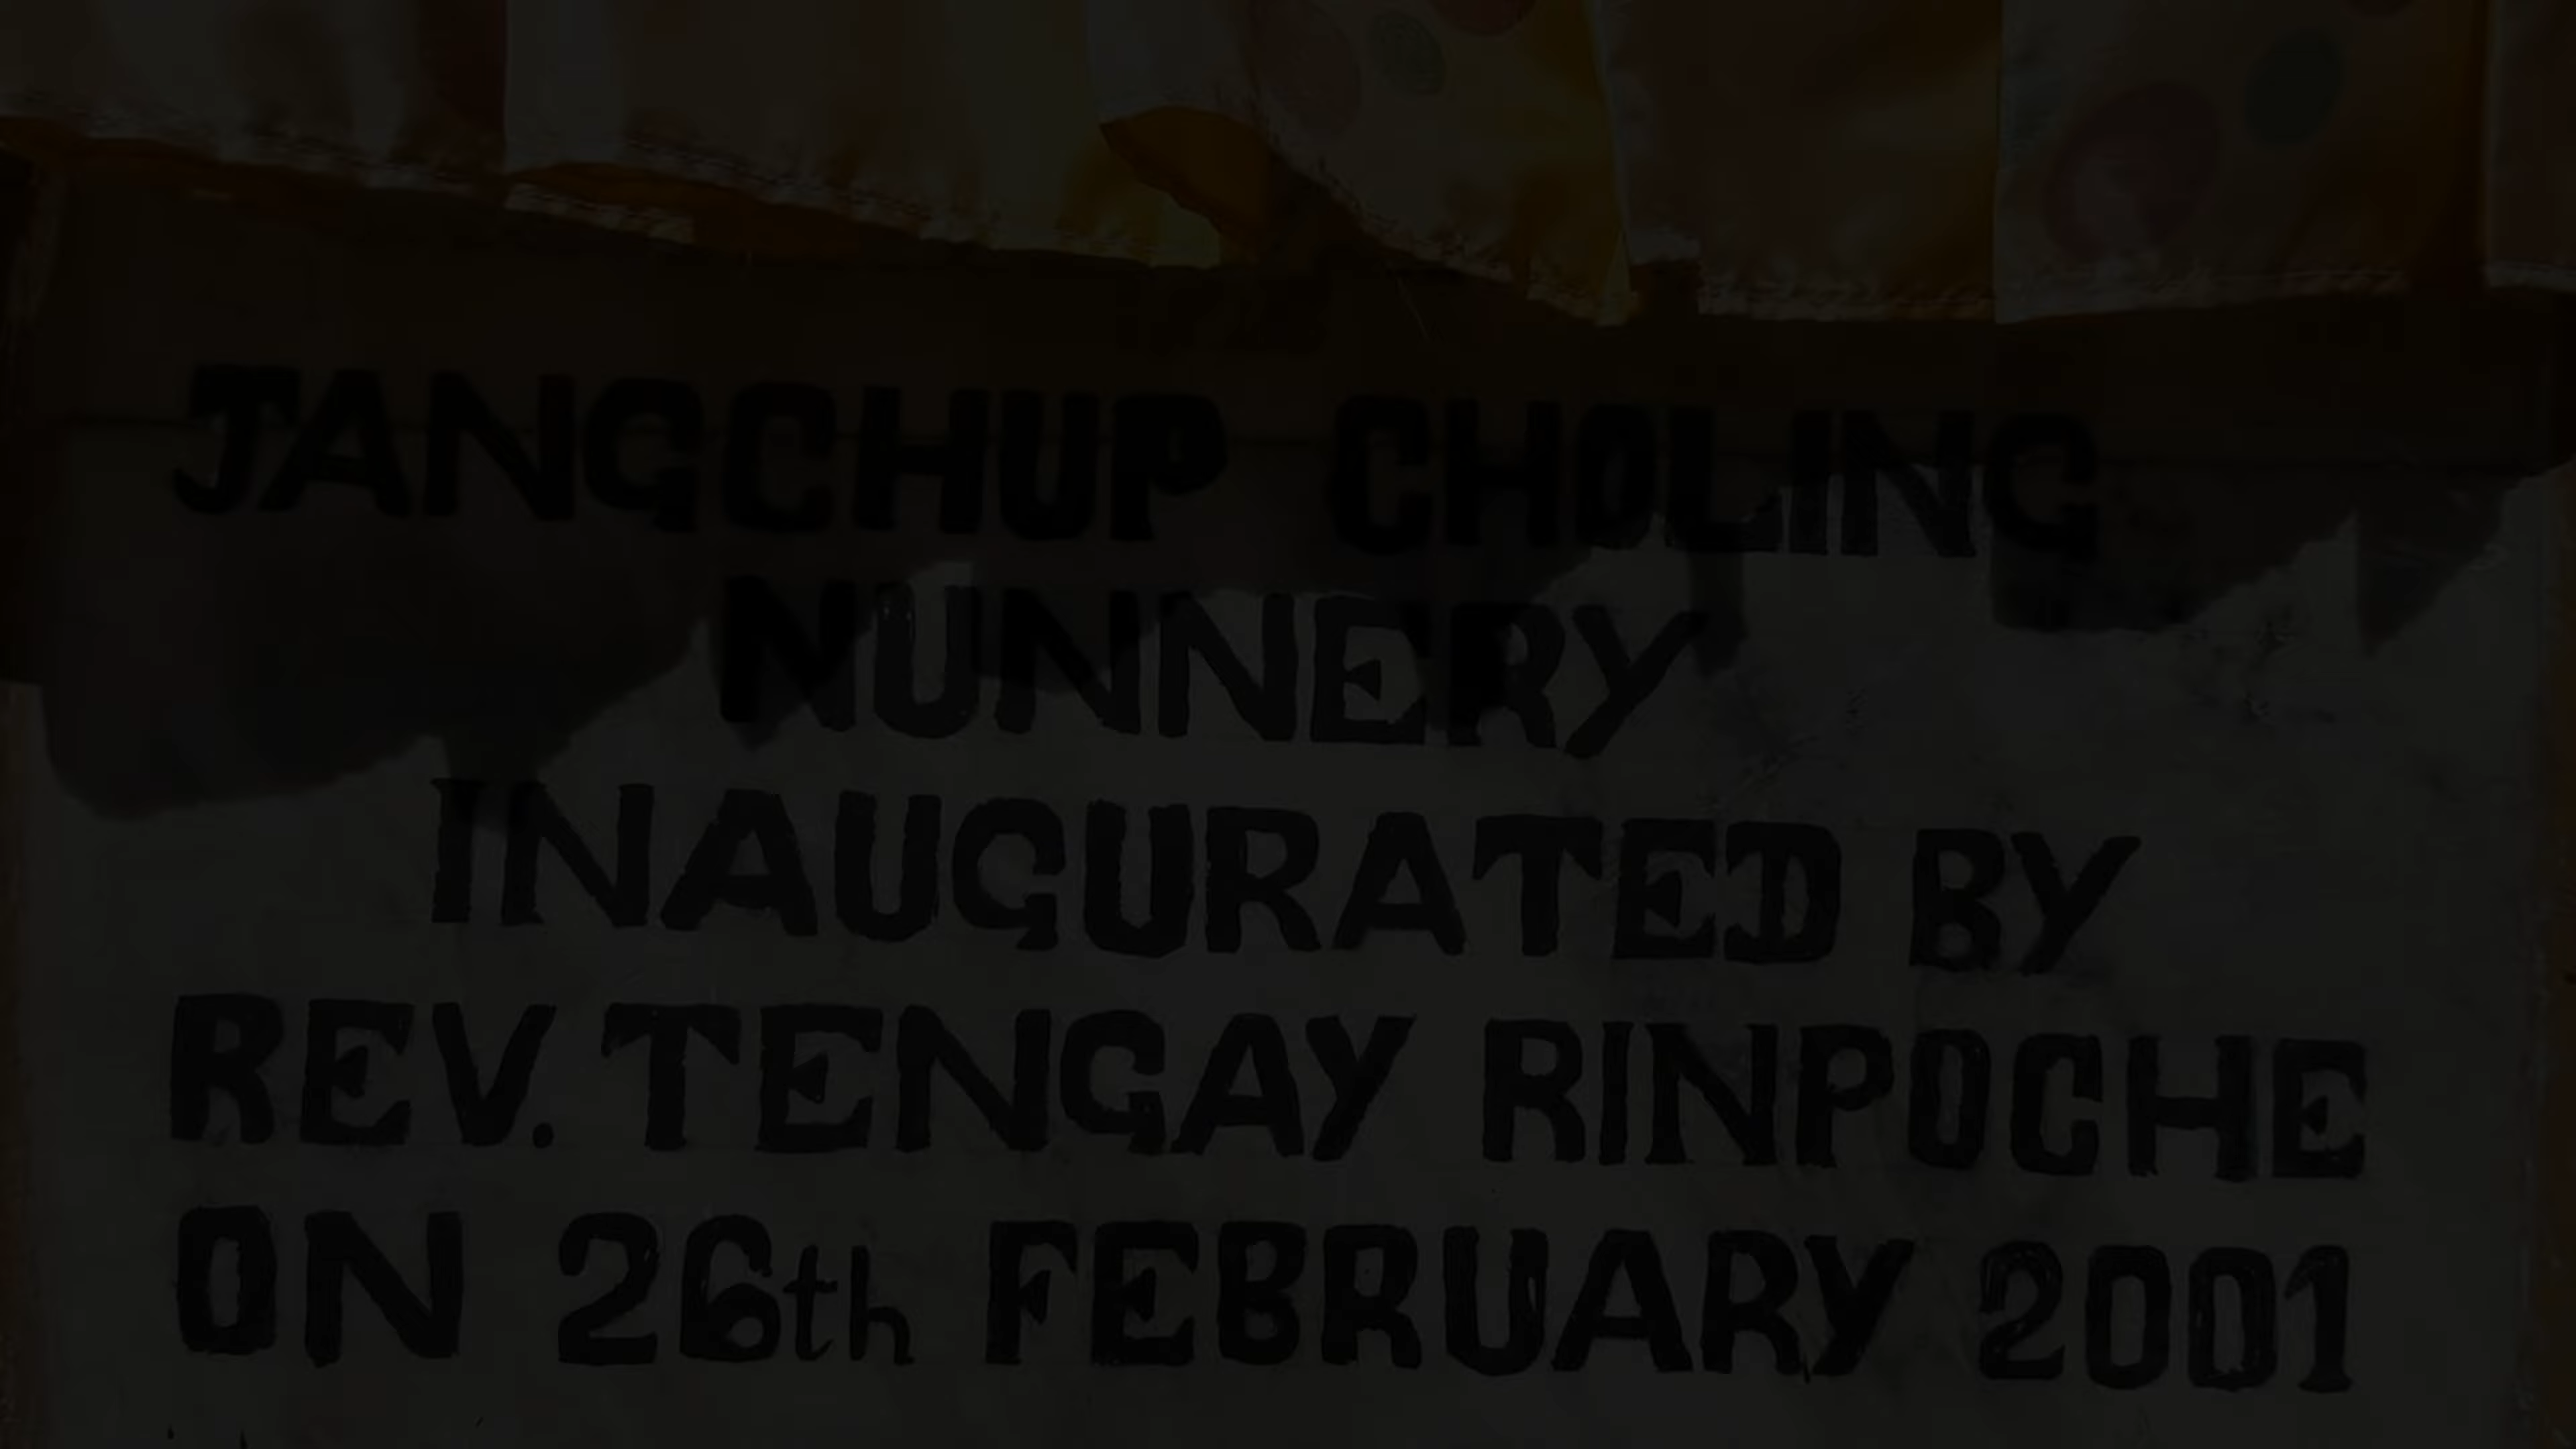 JANGCHUP CHOLING
NUNNERY
INAUGURATED BY
REV. TENGAY RINPOCHE
ON 26th FEBRUARY 2001